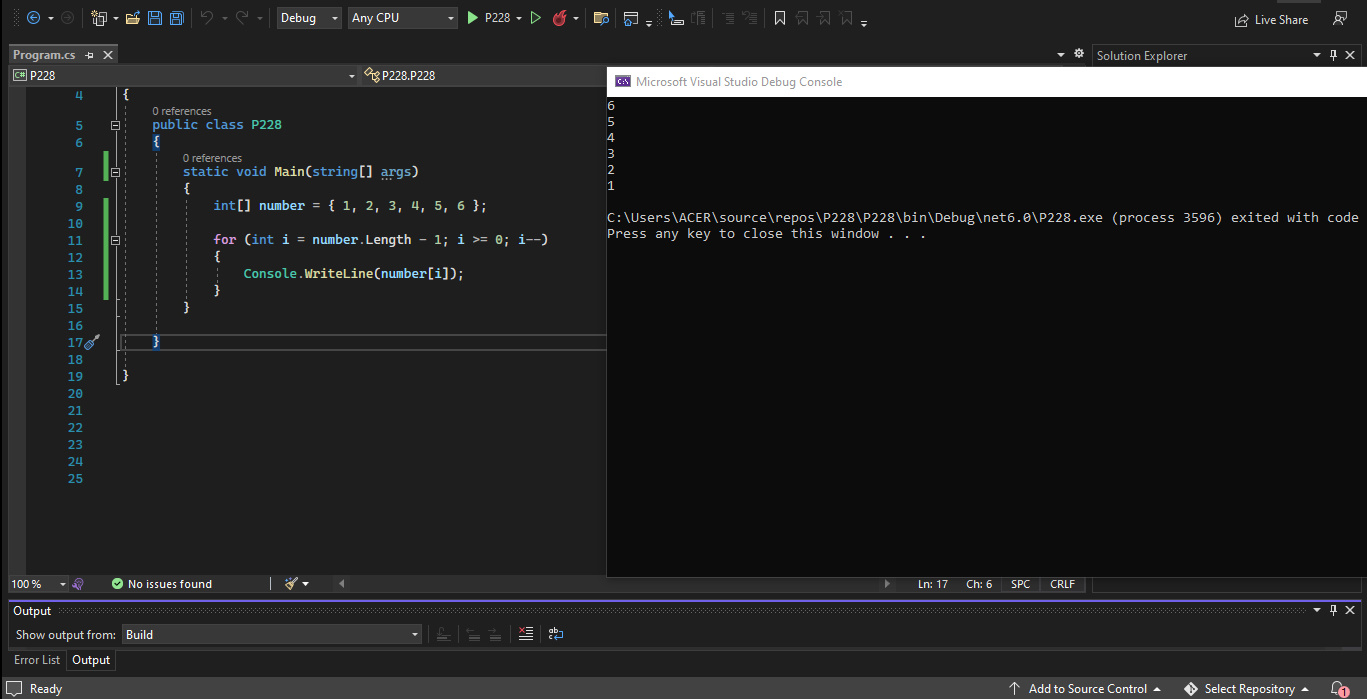 Debug Any CPU P228 Live Share
Program.cs
Solution Explorer
C# P228 P228.P228
Microsoft Visual Studio Debug Console
4 {
0 references
5 public class P228
6 {
0 references
7 static void Main(string[] args)
8 {
9 int[] number = { 1, 2, 3, 4, 5, 6 };
10
11 for (int i = number.Length - 1; i >= 0; i--)
12 {
13 Console.WriteLine(number[i]);
14 }
15 }
16
17 }
18
19 }
20
21
22
23
24
25
6
5
4
3
2
1
C:\Users\ACER\source\repos\P228\P228\bin\Debug\net6.0\P228.exe (process 3596) exited with code
Press any key to close this window . . .
100 % No issues found Ln: 17 Ch: 6 SPC CRLF
Output
Show output from: Build
Error List Output
Ready Add to Source Control Select Repository 1